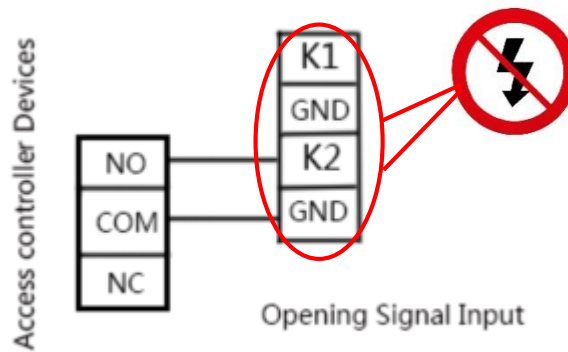 Access controller Devices
NO
COM
NC
K1
GND
K2
GND
Opening Signal Input